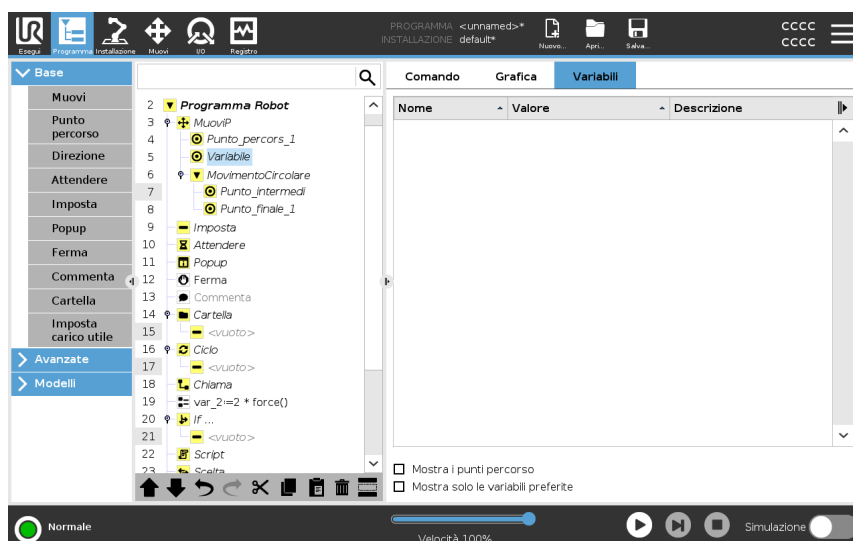 PROGRAMMA <unnamed>*
INSTALLAZIONE default*
CCCC
CCCC
Esegui
Programma
Installazione
Muovi
I/O
Registro
Nuovo...
Apri...
Salva...
Base
Muovi
Punto
percorso
Direzione
Attendere
Imposta
Popup
Ferma
Commenta
Cartella
Imposta
carico utile
Avanzate
Modelli
2 Programma Robot
3 MuoviP
4 Punto_percors_1
5 Variabile
6 MovimentoCircolare
7 Punto_intermedi
8 Punto_finale_1
9 Imposta
10 Attendere
11 Popup
12 Ferma
13 Commenta
14 Cartella
15 <vuoto>
16 Ciclo
17 <vuoto>
18 Chiama
19 var_2:=2 * force()
20 If ...
21 <vuoto>
22 Script
23 Scelta
Comando
Grafica
Variabili
Nome
Valore
Descrizione
Mostra i punti percorso
Mostra solo le variabili preferite
Normale
Velocità 100%
Simulazione